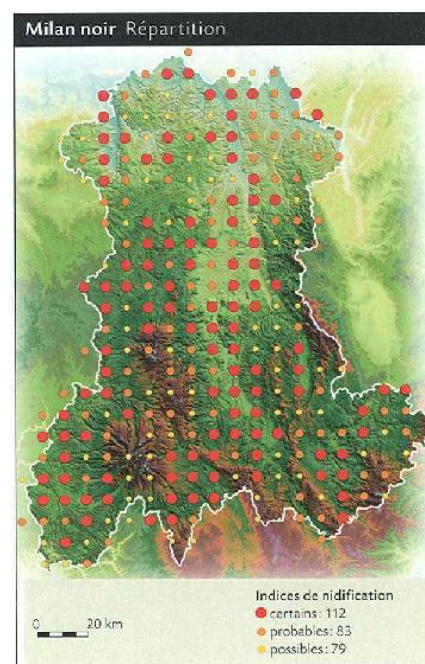 Milan noir Répartition
Indices de nidification
certains: 112
probables: 83
possibles: 79
0 20 km